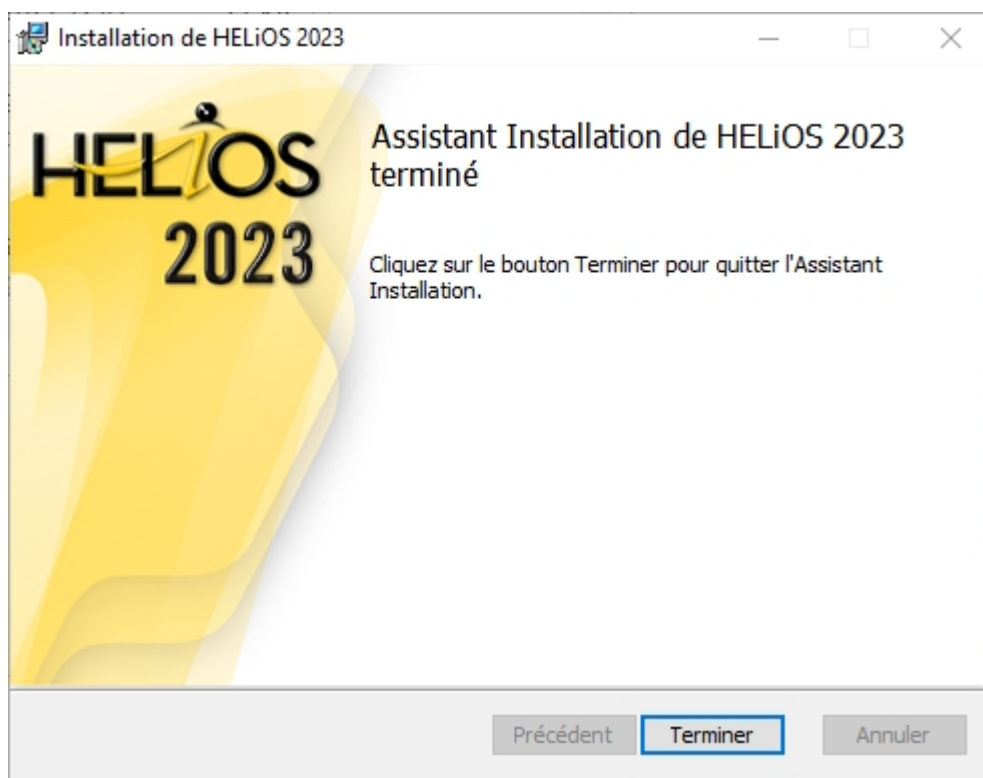 Installation de HELiOS 2023
HELiOS
2023
Assistant Installation de HELiOS 2023
terminé
Cliquez sur le bouton Terminer pour quitter l'Assistant
Installation.
Précédent Terminer Annuler